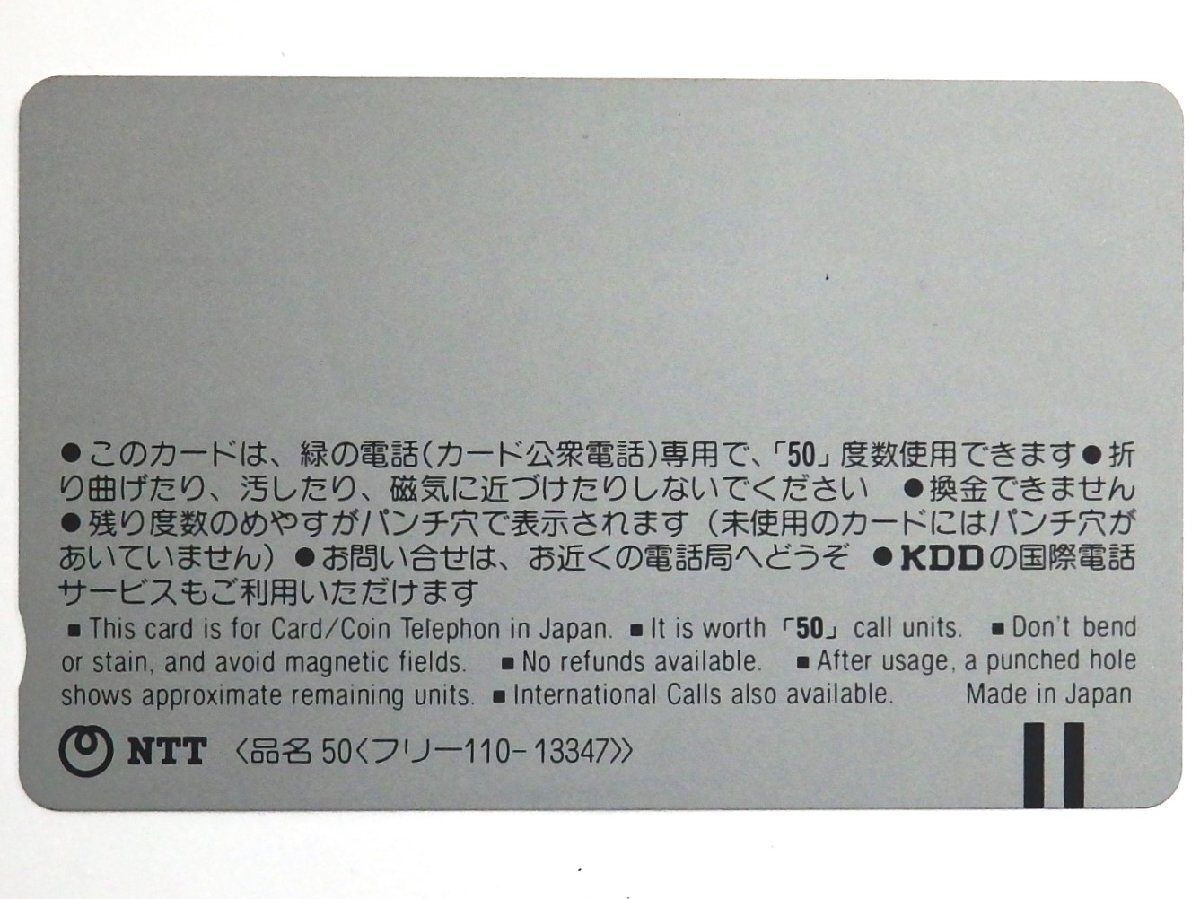 ●このカードは、緑の電話(カード公衆電話)専用で、「50」度数使用できます●折
り曲げたり、汚したり、磁気に近づけたりしないでください ●換金できません
●残り度数のめやすがパンチ穴で表示されます(未使用のカードにはパンチ穴が
あいていません)●お問い合せは、お近くの電話局へどうぞ ●KDDの国際電話
サービスもご利用いただけます
■This card is for Card/Coin Telephon in Japan. ■It is worth「50」call units. ■Don't bend
or stain, and avoid magnetic fields. ■No refunds available. ■After usage, a punched hole
shows approximate remaining units. ■International Calls also available. Made in Japan
NTT 〈品名 50〈フリー110-13347〉〉